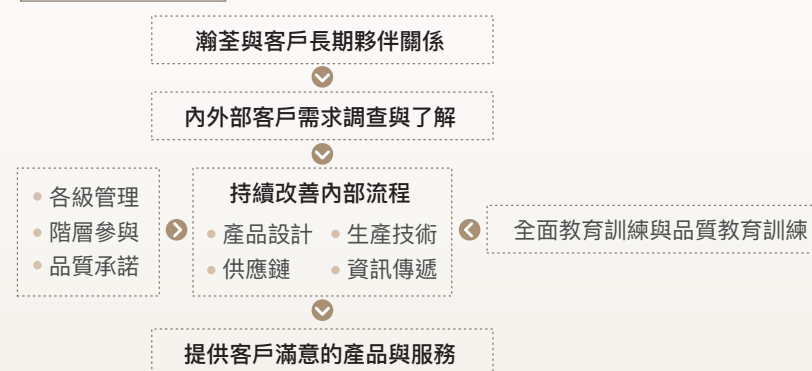 瀚荃與客戶長期夥伴關係
內外部客戶需求調查與了解
各級管理
階層參與
品質承諾
持續改善內部流程
產品設計 生產技術
供應鏈 資訊傳遞
全面教育訓練與品質教育訓練
提供客戶滿意的產品與服務